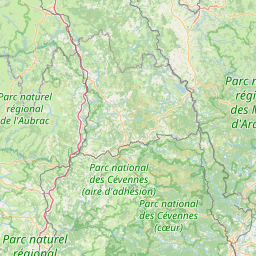 Parc
régi
des M
d'Ard
Parc naturel
régional
de l'Aubrac
Parc national
des Cévennes
(aire d'adhésion)
Parc national
des Cévennes
(cœur)
Parc naturel
régional